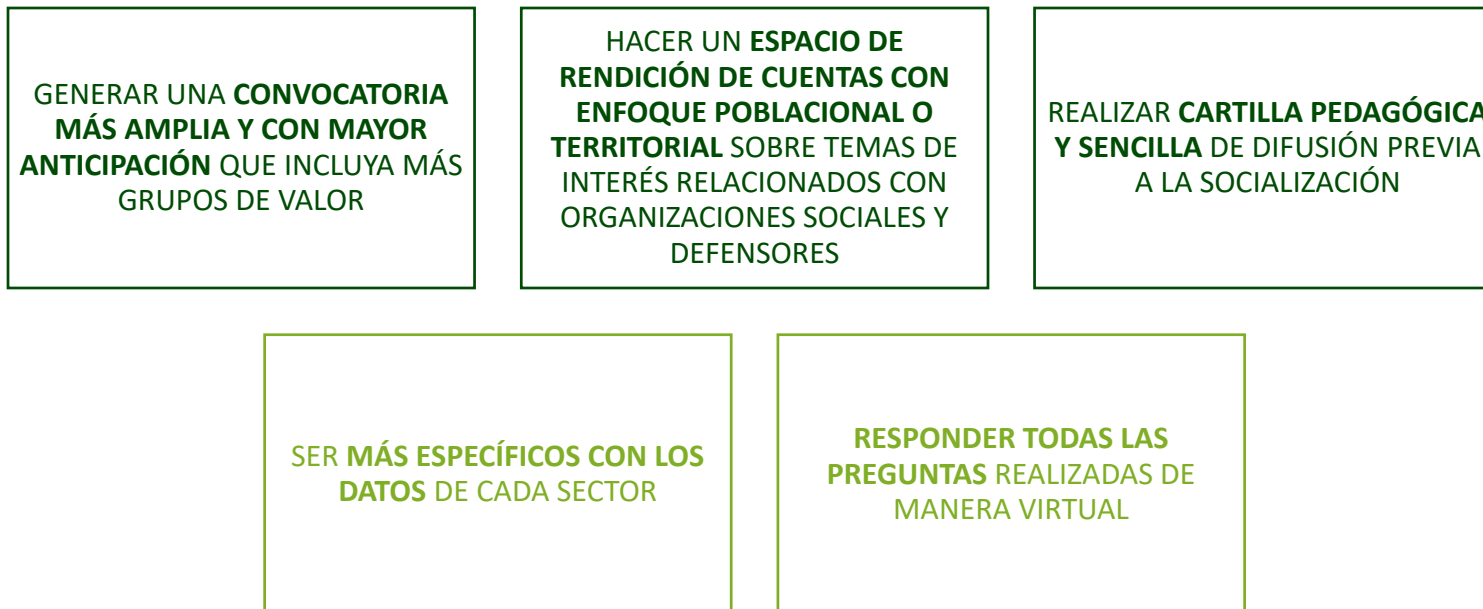 GENERAR UNA CONVOCATORIA
MÁS AMPLIA Y CON MAYOR
ANTICIPACIÓN QUE INCLUYA MÁS
GRUPOS DE VALOR
HACER UN ESPACIO DE
RENDICIÓN DE CUENTAS CON
ENFOQUE POBLACIONAL O
TERRITORIAL SOBRE TEMAS DE
INTERÉS RELACIONADOS CON
ORGANIZACIONES SOCIALES Y
DEFENSORES
REALIZAR CARTILLA PEDAGÓGICA
Y SENCILLA DE DIFUSIÓN PREVIA
A LA SOCIALIZACIÓN
SER MÁS ESPECÍFICOS CON LOS
DATOS DE CADA SECTOR
RESPONDER TODAS LAS
PREGUNTAS REALIZADAS DE
MANERA VIRTUAL